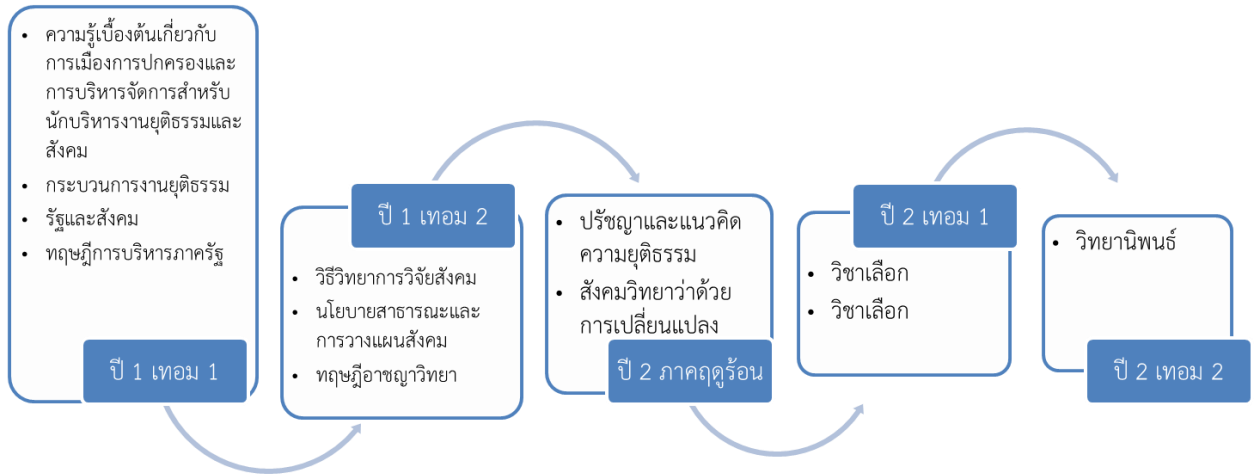 • ความรู้เบื้องต้นเกี่ยวกับ
การเมืองการปกครองและ
การบริหารจัดการสำหรับ
นักบริหารงานยุติธรรมและ
สังคม
• กระบวนการงานยุติธรรม
• รัฐและสังคม
• ทฤษฎีการบริหารภาครัฐ
ปี 1 เทอม 1
ปี 1 เทอม 2
• วิธีวิทยาการวิจัยสังคม
• นโยบายสาธารณะและ
การวางแผนสังคม
• ทฤษฎีอาชญาวิทยา
• ปรัชญาและแนวคิด
ความยุติธรรม
• สังคมวิทยาว่าด้วย
การเปลี่ยนแปลง
ปี 2 ภาคฤดูร้อน
ปี 2 เทอม 1
• วิชาเลือก
• วิชาเลือก
• วิทยานิพนธ์
ปี 2 เทอม 2